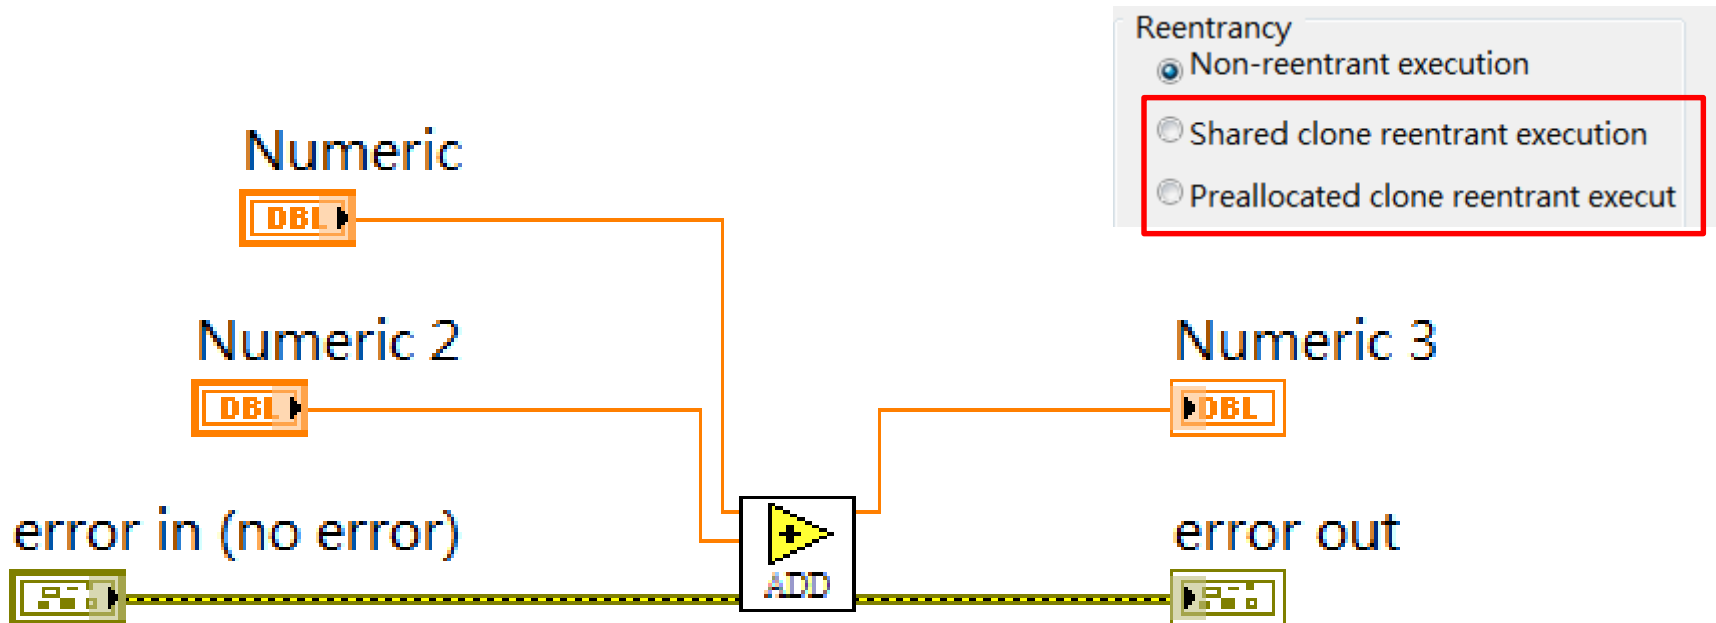 Reentrancy
Non-reentrant execution
Shared clone reentrant execution
Preallocated clone reentrant execut
Numeric
DBL
Numeric 2
DBL
Numeric 3
DBL
error in (no error)
ADD
error out